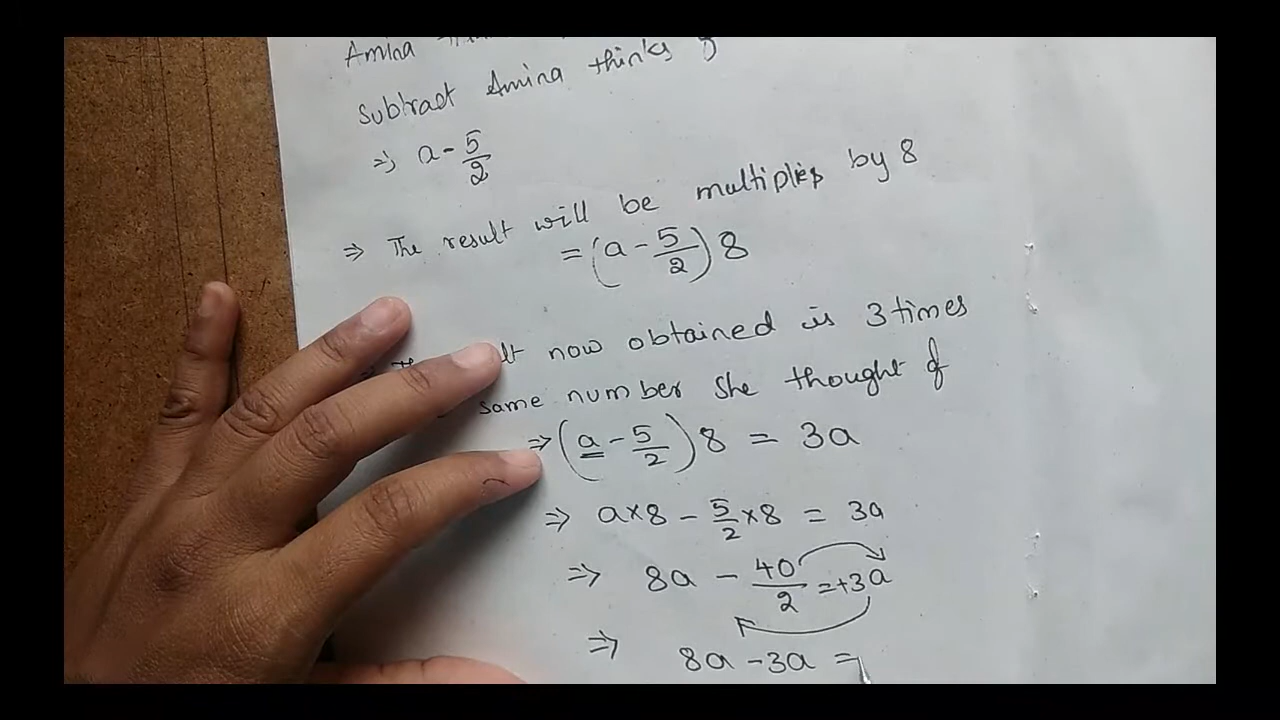 Amina
Subtract Amina thinks of
⇒ a - 5/2
⇒ The result will be multiplies by 8
= (a - 5/2) 8
now obtained is 3 times
same number she thought of
⇒ (a - 5/2) 8 = 3a
⇒ a×8 - 5/2 ×8 = 3a
⇒ 8a - 40/2 = +3a
⇒ 8a - 3a =